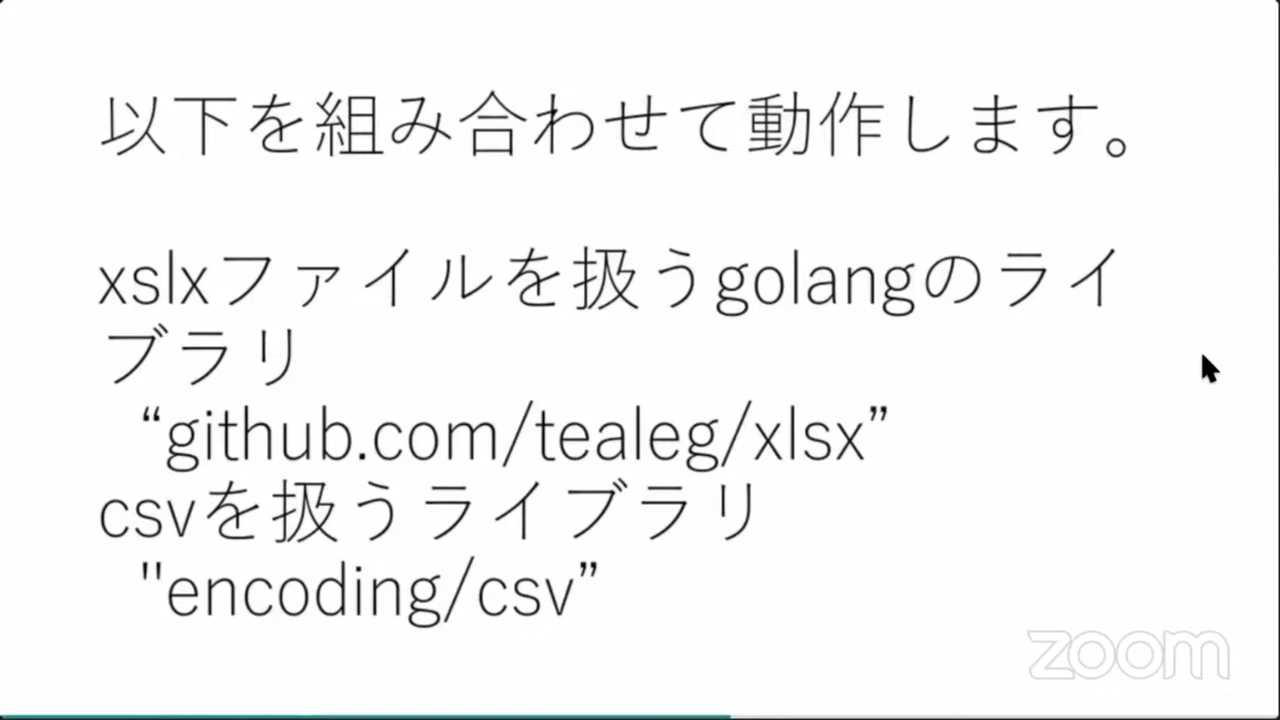 以下を組み合わせて動作します。
xslxファイルを扱うgolangのライ
ブラリ
“github.com/tealeg/xlsx”
csvを扱うライブラリ
"encoding/csv”
zoom